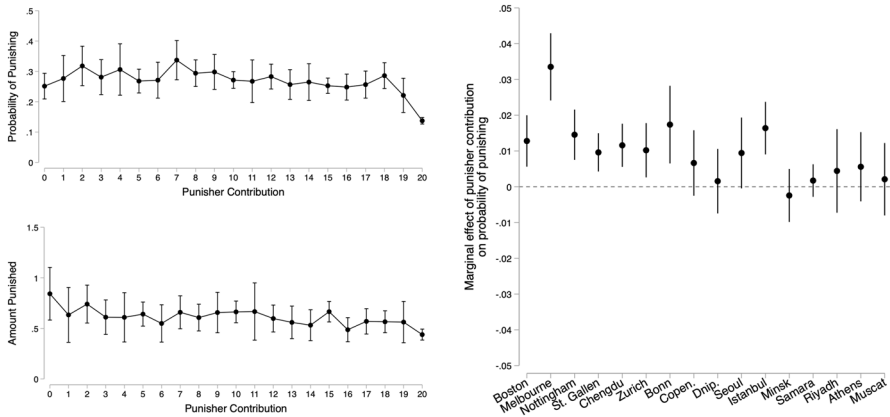 Probability of Punishing
.5
.4
.3
.2
.1
0
0 1 2 3 4 5 6 7 8 9 10 11 12 13 14 15 16 17 18 19 20
Punisher Contribution
Amount Punished
1.5
1
.5
0
0 1 2 3 4 5 6 7 8 9 10 11 12 13 14 15 16 17 18 19 20
Punisher Contribution
Marginal effect of punisher contribution
on probability of punishing
.05
.04
.03
.02
.01
0
-.01
-.02
-.03
-.04
-.05
Boston
Melbourne
Nottingham
St. Gallen
Chengdu
Zurich
Bonn
Copen.
Dnip.
Seoul
Istanbul
Minsk
Samara
Riyadh
Athens
Muscat